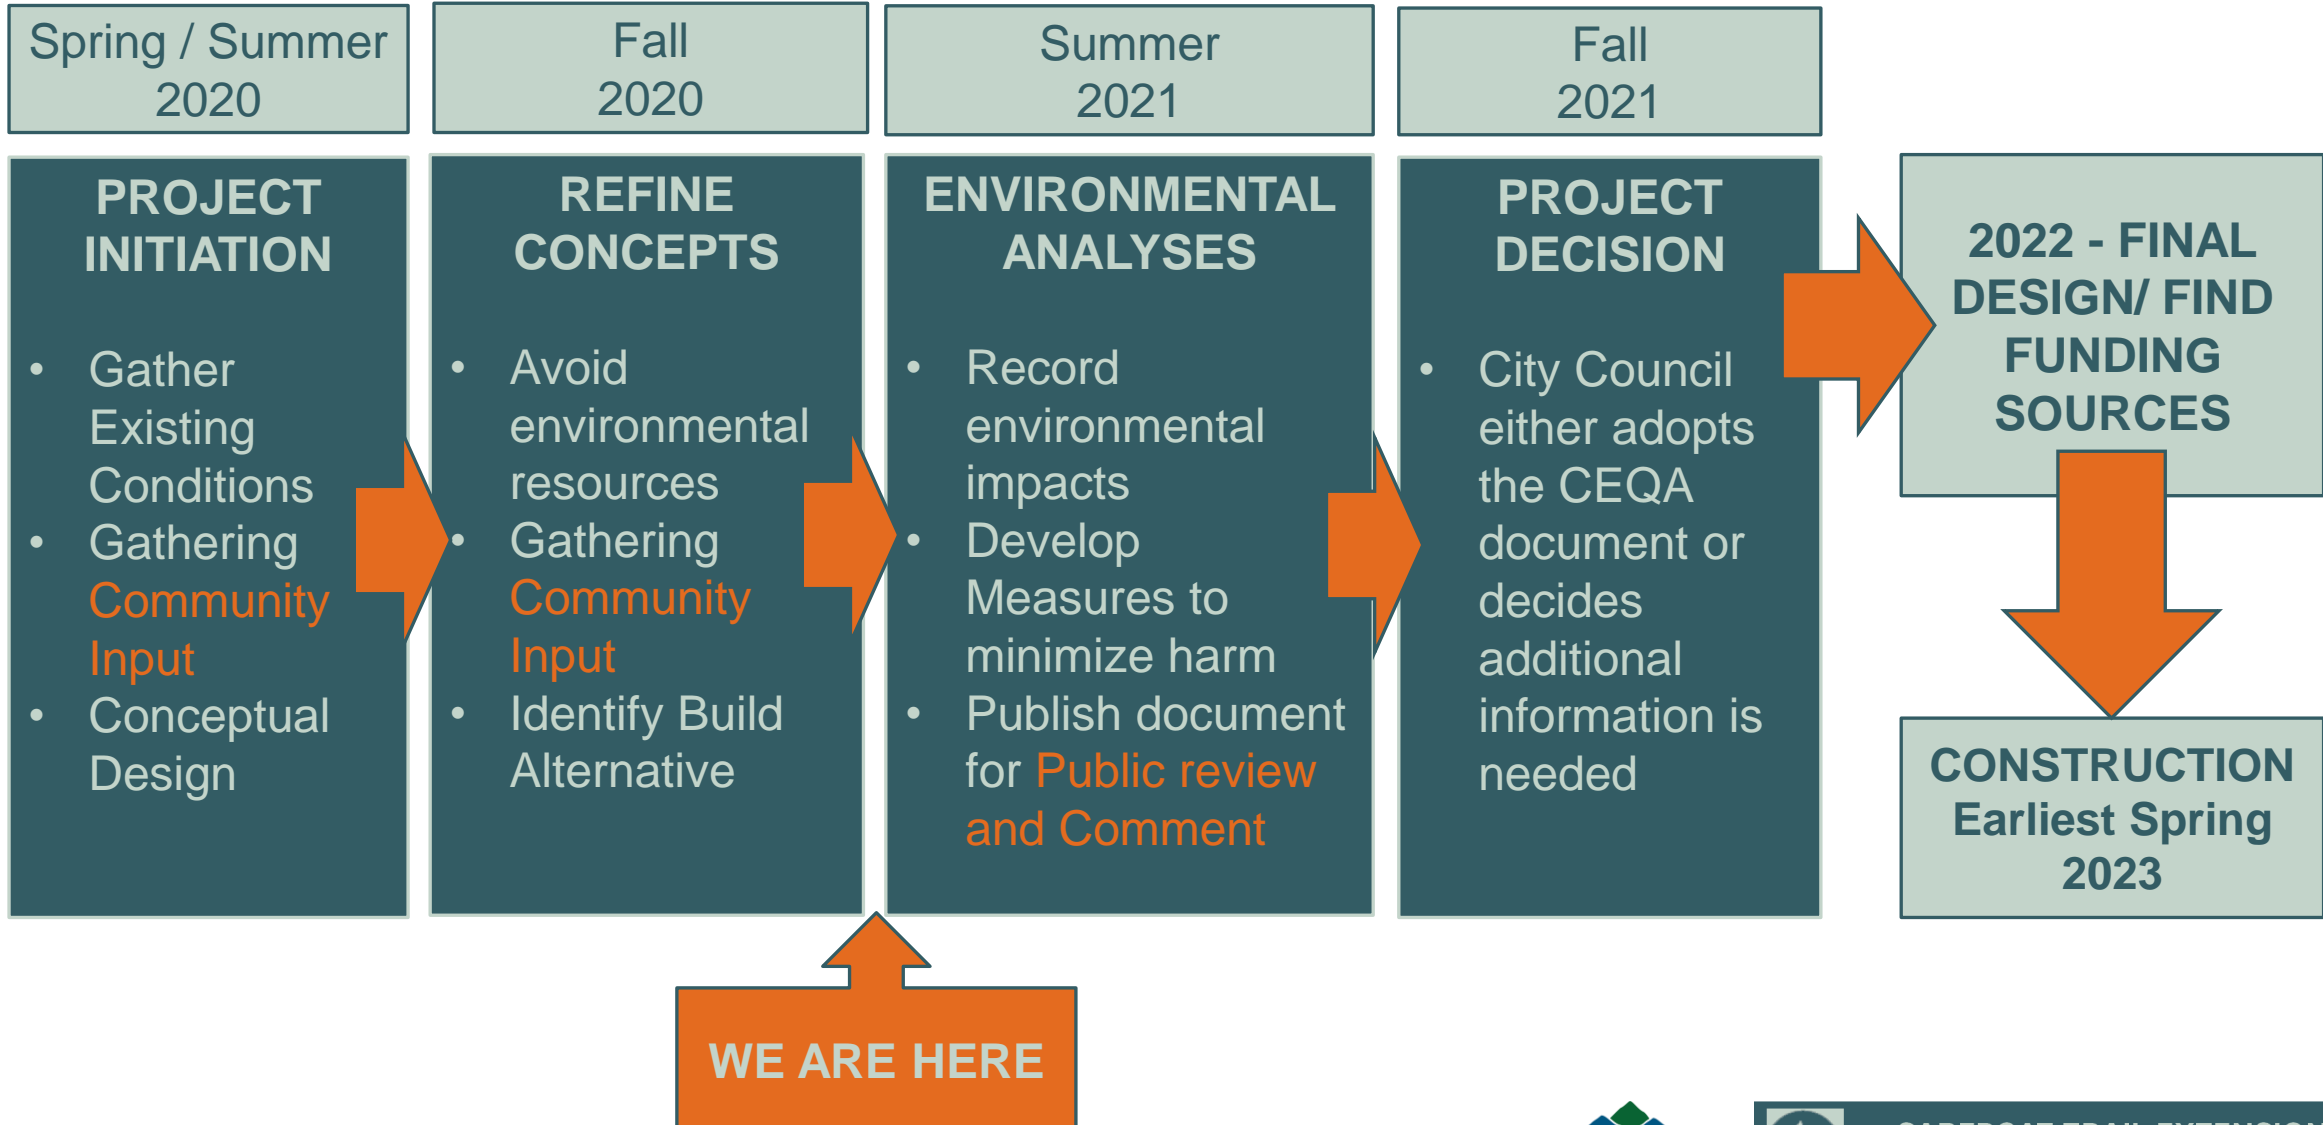 Spring / Summer
2020
Fall
2020
Summer
2021
Fall
2021
PROJECT
INITIATION
• Gather
Existing
Conditions
• Gathering
Community
Input
• Conceptual
Design
REFINE
CONCEPTS
• Avoid
environmental
resources
• Gathering
Community
Input
• Identify Build
Alternative
ENVIRONMENTAL
ANALYSES
• Record
environmental
impacts
• Develop
Measures to
minimize harm
• Publish document
for Public review
and Comment
PROJECT
DECISION
• City Council
either adopts
the CEQA
document or
decides
additional
information is
needed
2022 - FINAL
DESIGN/ FIND
FUNDING
SOURCES
CONSTRUCTION
Earliest Spring
2023
WE ARE HERE
TRAIL